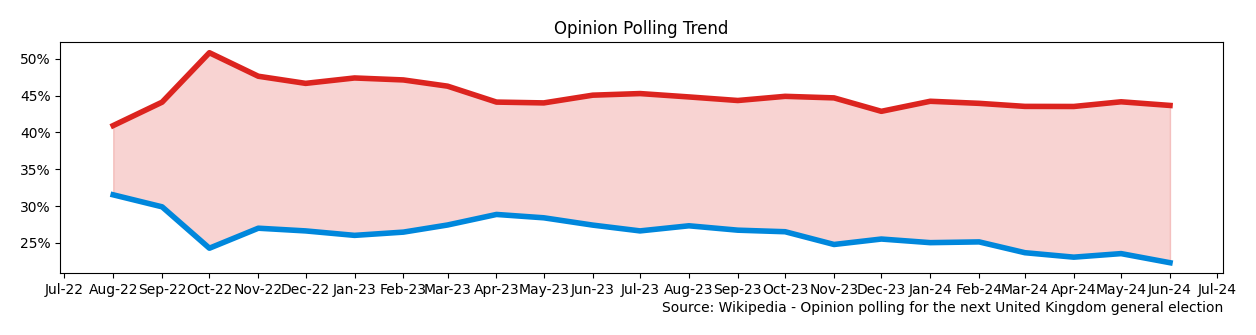 Opinion Polling Trend
50%
45%
40%
35%
30%
25%
Jul-22 Aug-22 Sep-22 Oct-22 Nov-22 Dec-22 Jan-23 Feb-23 Mar-23 Apr-23 May-23 Jun-23 Jul-23 Aug-23 Sep-23 Oct-23 Nov-23 Dec-23 Jan-24 Feb-24 Mar-24 Apr-24 May-24 Jun-24 Jul-24
Source: Wikipedia - Opinion polling for the next United Kingdom general election